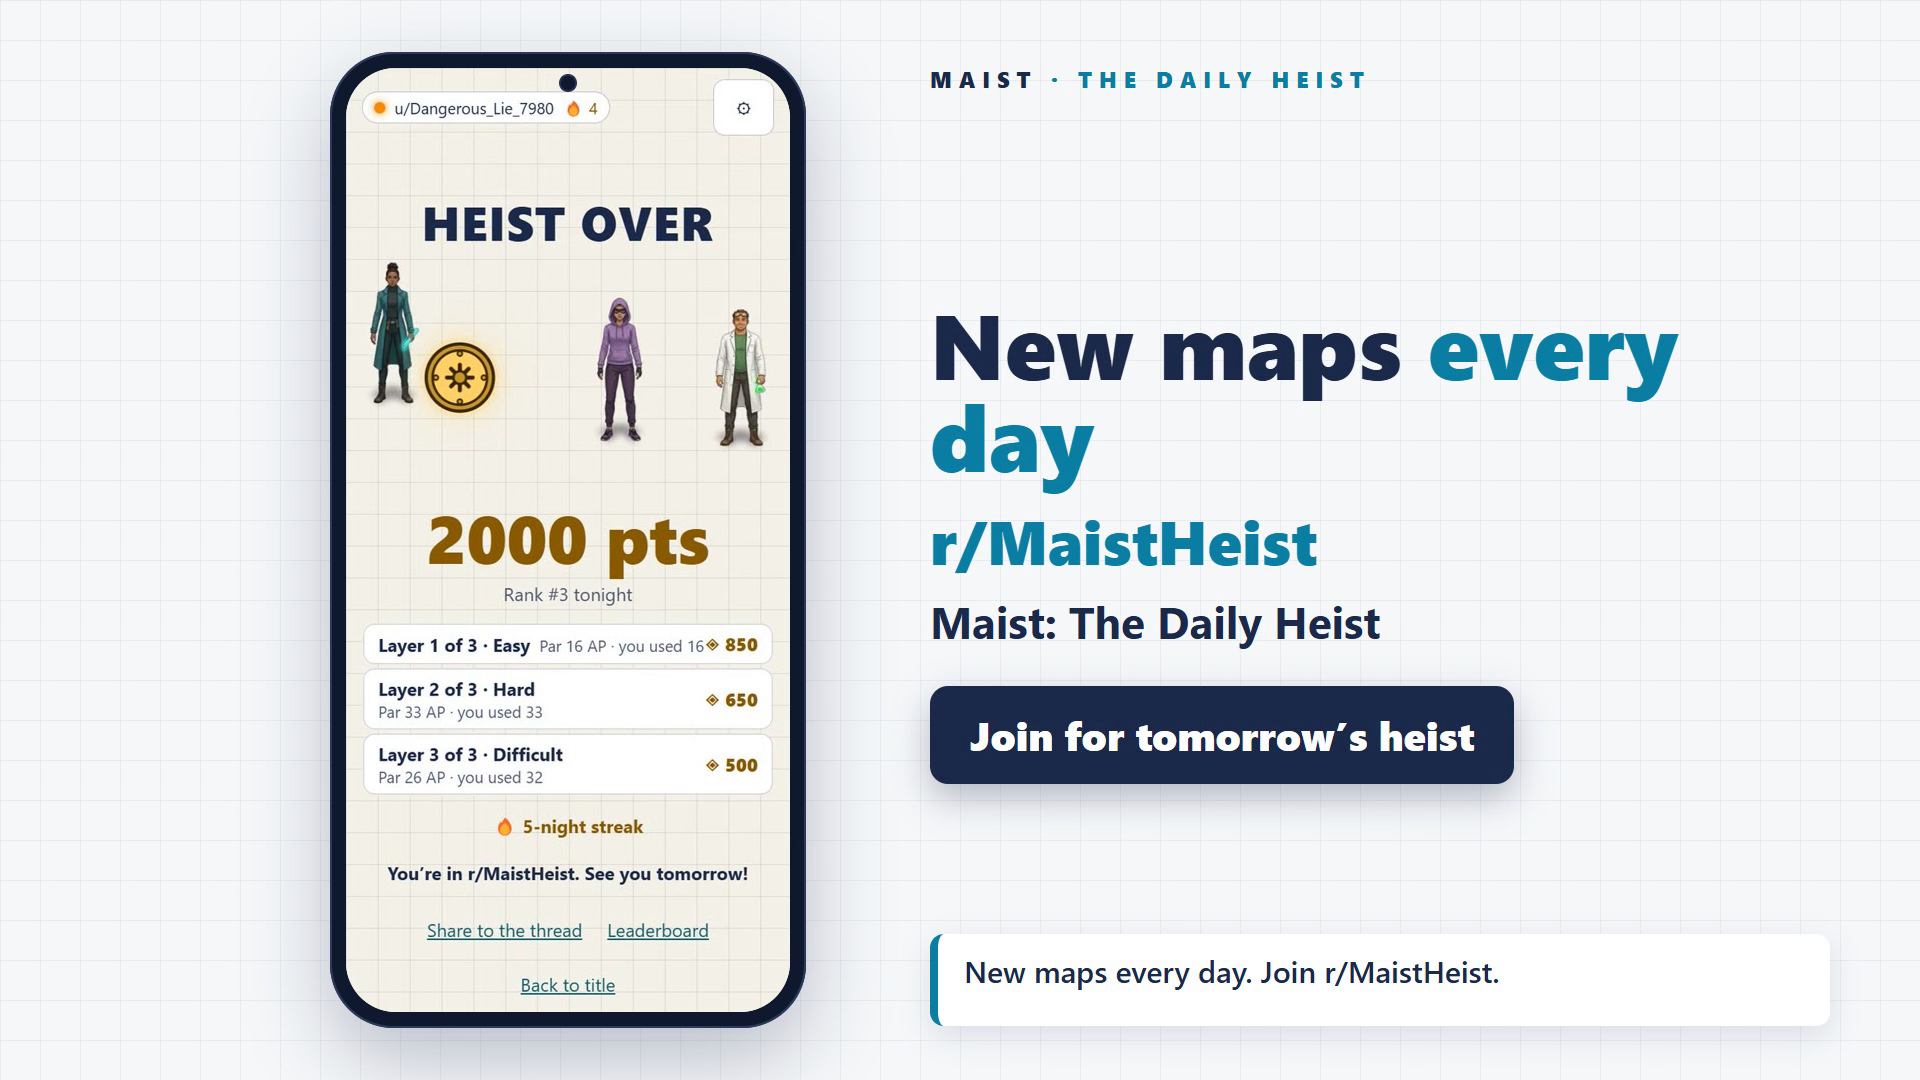 u/Dangerous_Lie_7980 🔥 4
HEIST OVER
2000 pts
Rank #3 tonight
Layer 1 of 3 · Easy Par 16 AP · you used 16 850
Layer 2 of 3 · Hard
Par 33 AP · you used 33
650
Layer 3 of 3 · Difficult
Par 26 AP · you used 32
500
🔥 5-night streak
You’re in r/MaistHeist. See you tomorrow!
Share to the thread Leaderboard
Back to title
MAIST · THE DAILY HEIST
New maps every
day
r/MaistHeist
Maist: The Daily Heist
Join for tomorrow’s heist
New maps every day. Join r/MaistHeist.